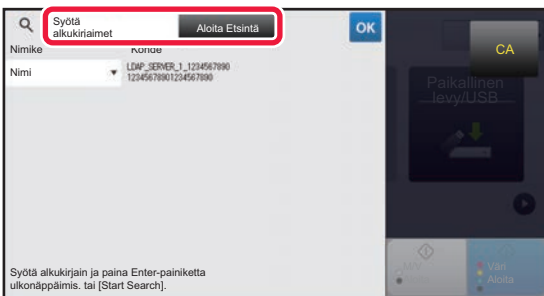 Syötä
alkukirjaimet
Aloita Etsintä
OK
CA
Nimike
Kohde
Nimi
LDAP_SERVER_1_1234567890
12345678901234567890
Paikallinen
levy/USB
Syötä alkukirjain ja paina Enter-painiketta
ulkonäppäimis. tai [Start Search].
Väri
Aloita